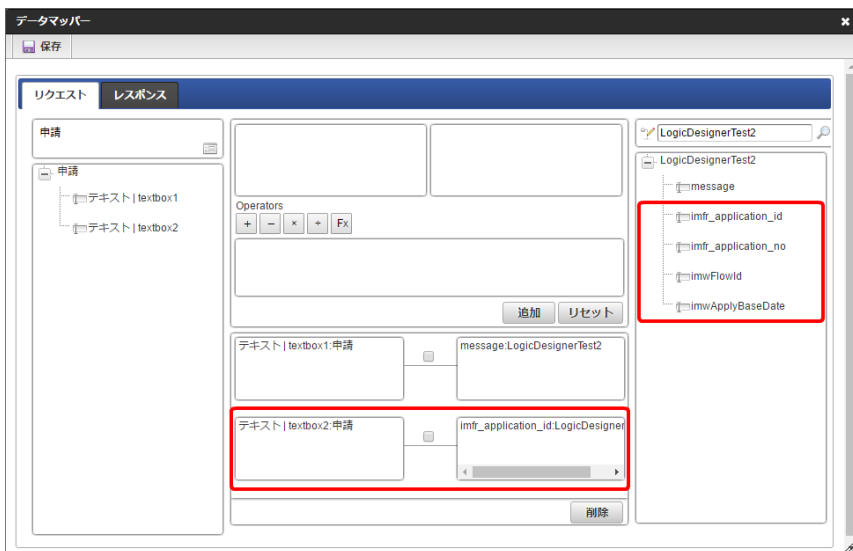 データマッパー
保存
リクエスト
レスポンス
申請
申請
テキスト | textbox1
テキスト | textbox2
Operators
+ − × ÷ Fx
追加
リセット
テキスト | textbox1:申請
message:LogicDesignerTest2
テキスト | textbox2:申請
imfr_application_id:LogicDesigner
削除
LogicDesignerTest2
LogicDesignerTest2
message
imfr_application_id
imfr_application_no
imwFlowId
imwApplyBaseDate